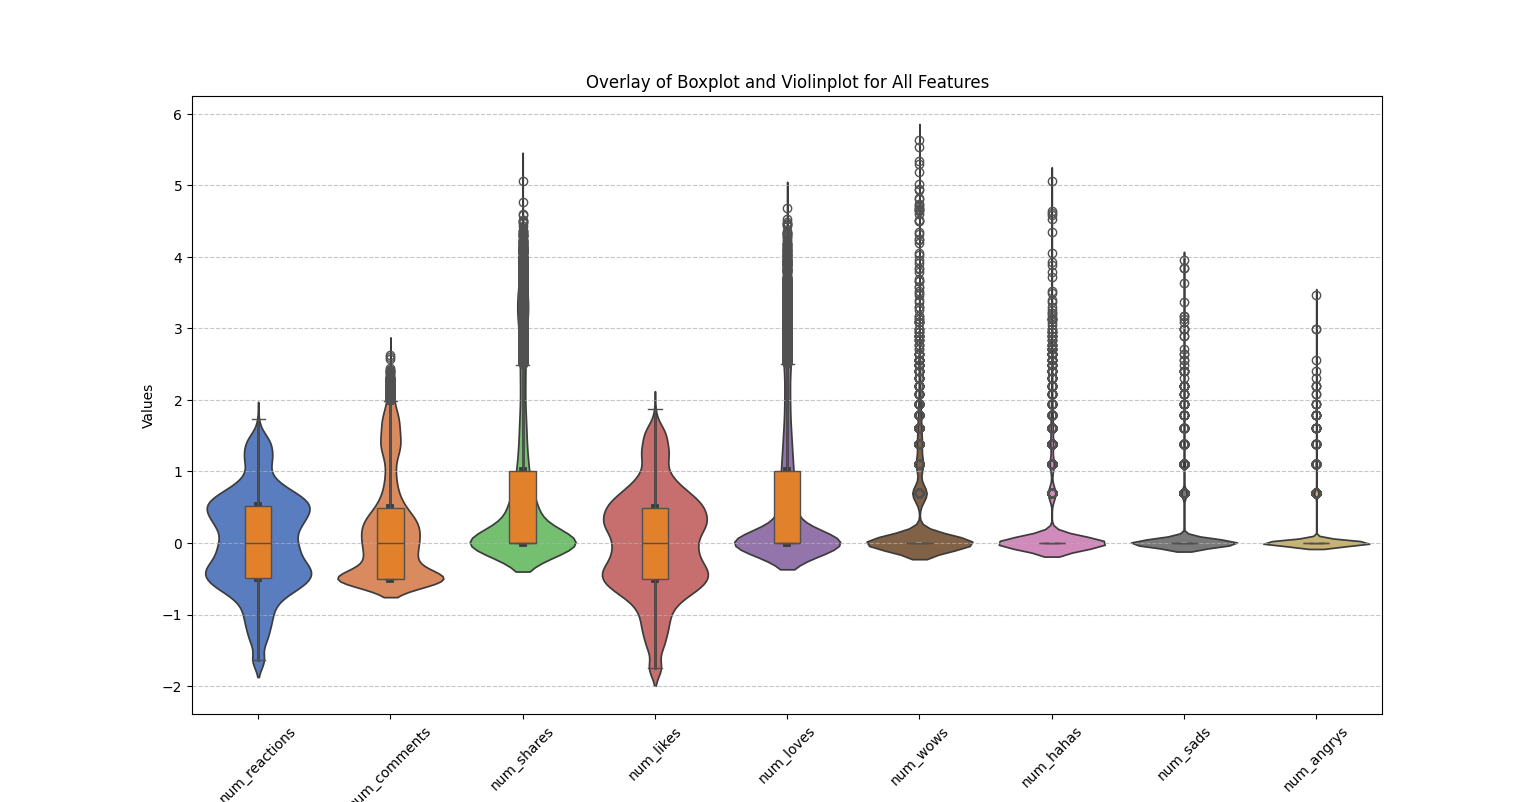 Overlay of Boxplot and Violinplot for All Features
6
5
4
3
2
1
0
−1
−2
Values
num_reactions
um_comments
num_shares
num_likes
num_loves
num_wows
num_hahas
num_sads
num_angrys